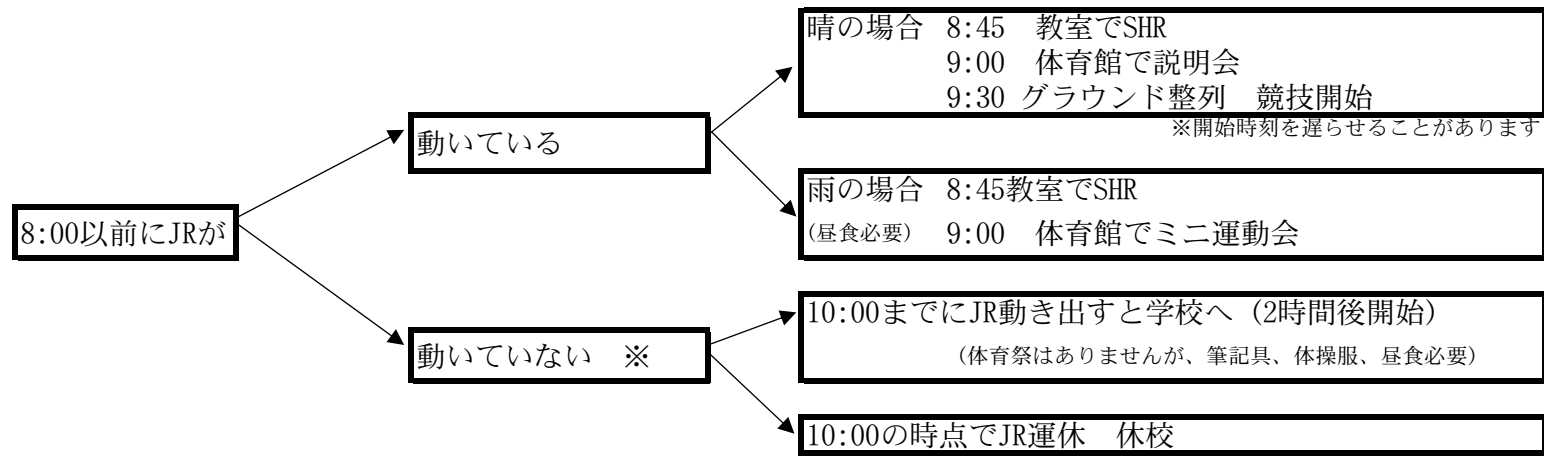 8:00以前にJRが
動いている
晴の場合 8:45 教室でSHR
9:00 体育館で説明会
9:30 グラウンド整列 競技開始
※開始時刻を遅らせることがあります
雨の場合 8:45教室でSHR
(昼食必要) 9:00 体育館でミニ運動会
動いていない ※
10:00までにJR動き出すと学校へ (2時間後開始)
(体育祭はありませんが、筆記具、体操服、昼食必要)
10:00の時点でJR運休 休校